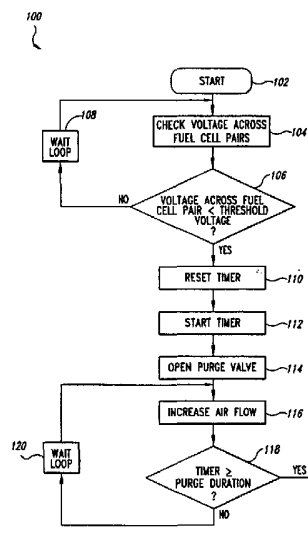 100
START
102
108
CHECK VOLTAGE ACROSS
FUEL CELL PAIRS
104
WAIT
LOOP
106
VOLTAGE ACROSS FUEL
CELL PAIR < THRESHOLD
VOLTAGE
?
NO
YES
RESET TIMER
110
START TIMER
112
OPEN PURGE VALVE
114
INCREASE AIR FLOW
116
120
WAIT
LOOP
118
TIMER ≥
PURGE DURATION
?
YES
NO